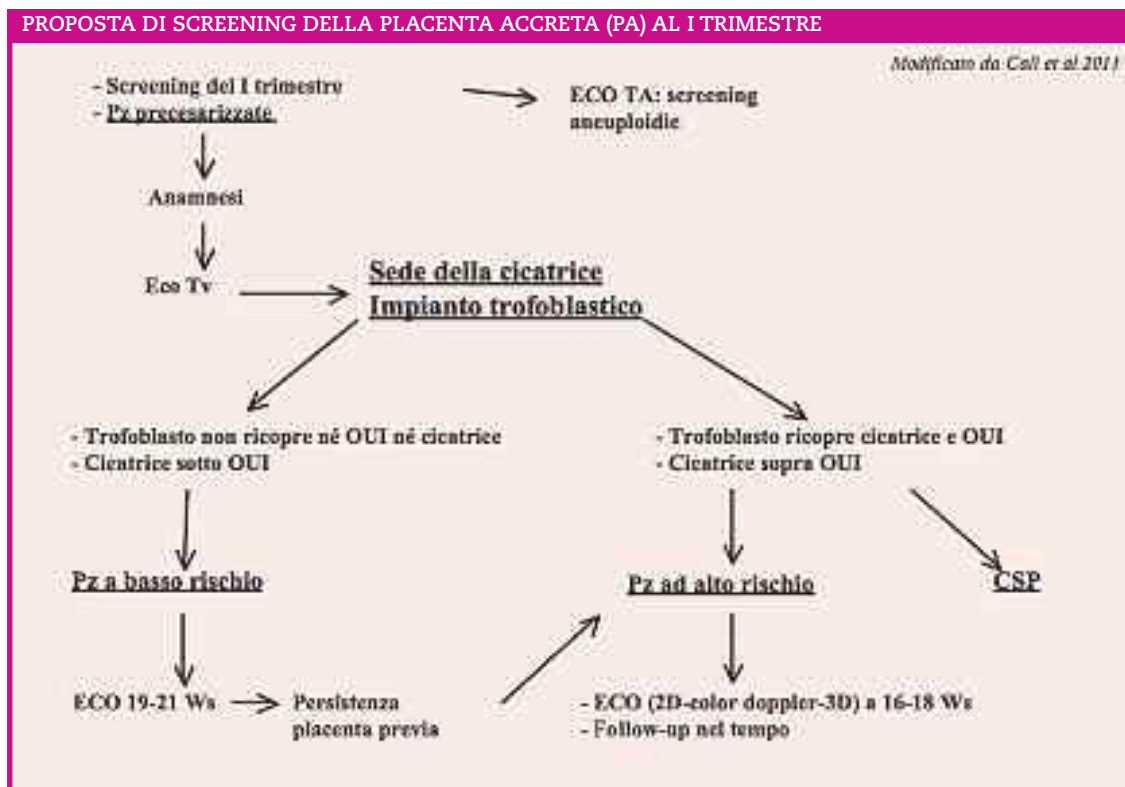 PROPOSTA DI SCREENING DELLA PLACENTA ACCRETA (PA) AL I TRIMESTRE
Modificato da Calì et al 2011
- Screening del I trimestre
- Pz precesarizzate
ECO TA: screening
aneuploidie
Anamnesi
Eco Tv
Sede della cicatrice
Impianto trofoblastico
- Trofoblasto non ricopre né OUI né cicatrice
- Cicatrice sotto OUI
- Trofoblasto ricopre cicatrice e OUI
- Cicatrice supra OUI
Pz a basso rischio
Pz ad alto rischio
CSP
ECO 19-21 Ws
Persistenza
placenta previa
- ECO (2D-color doppler-3D) a 16-18 Ws
- Follow-up nel tempo